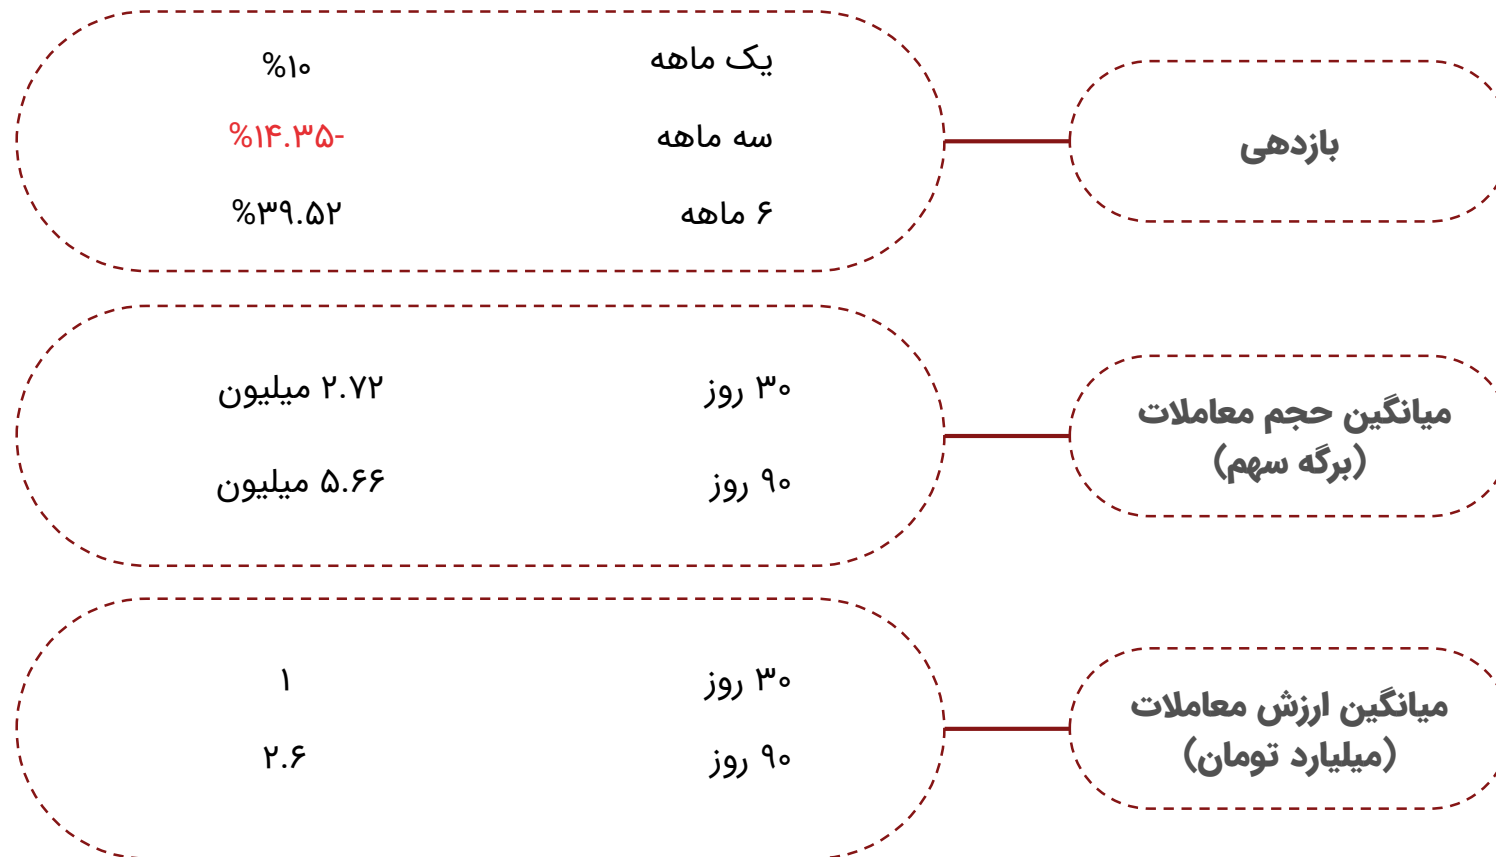 بازدهی
یک ماهه %۱۰
سه ماهه %۱۴.۳۵-
۶ ماهه %۳۹.۵۲
میانگین حجم معاملات
(برگه سهم)
۳۰ روز ۲.۷۲ میلیون
۹۰ روز ۵.۶۶ میلیون
میانگین ارزش معاملات
(میلیارد تومان)
۳۰ روز ۱
۹۰ روز ۲.۶